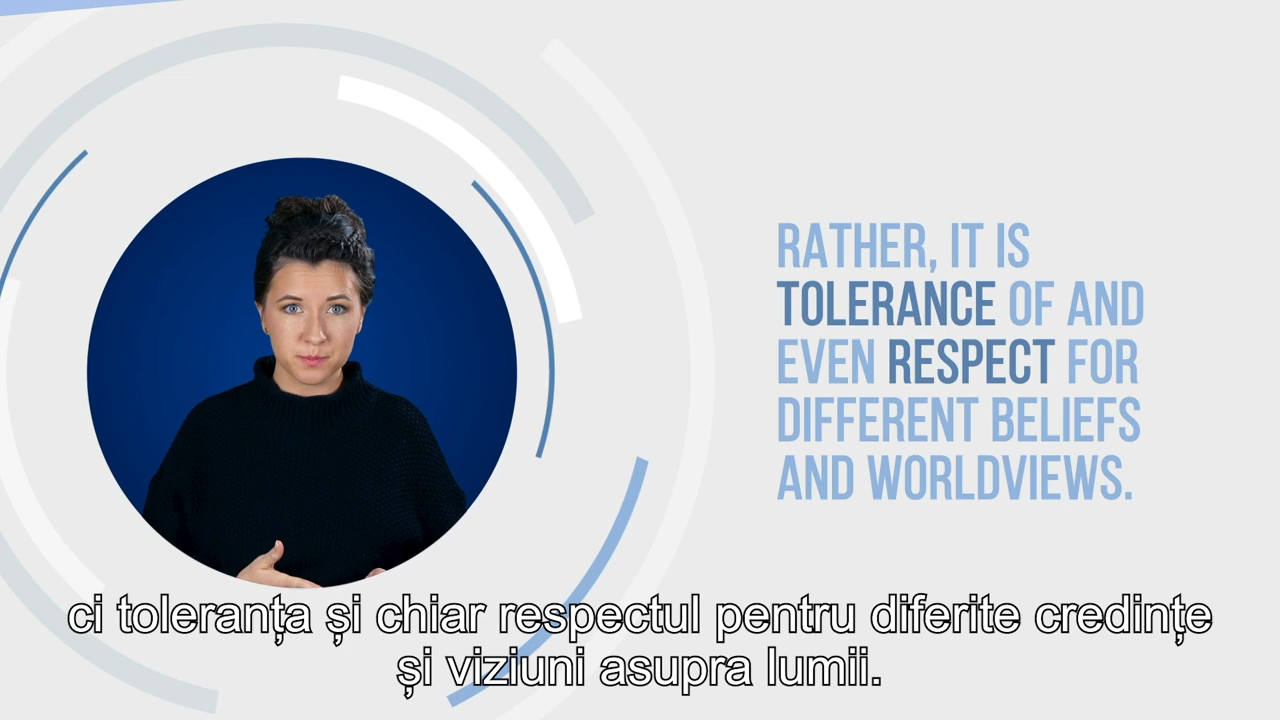 RATHER, IT IS
TOLERANCE OF AND
EVEN RESPECT FOR
DIFFERENT BELIEFS
AND WORLDVIEWS.
ci toleranța și chiar respectul pentru diferite credințe
și viziuni asupra lumii.